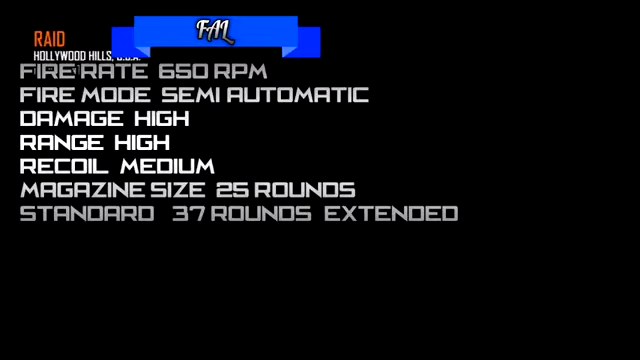 FAL
RAID
HOLLYWOOD HILLS, U.S.A.
FIRE RATE 650 RPM
FIRE MODE SEMI AUTOMATIC
DAMAGE HIGH
RANGE HIGH
RECOIL MEDIUM
MAGAZINE SIZE 25 ROUNDS
STANDARD 37 ROUNDS EXTENDED